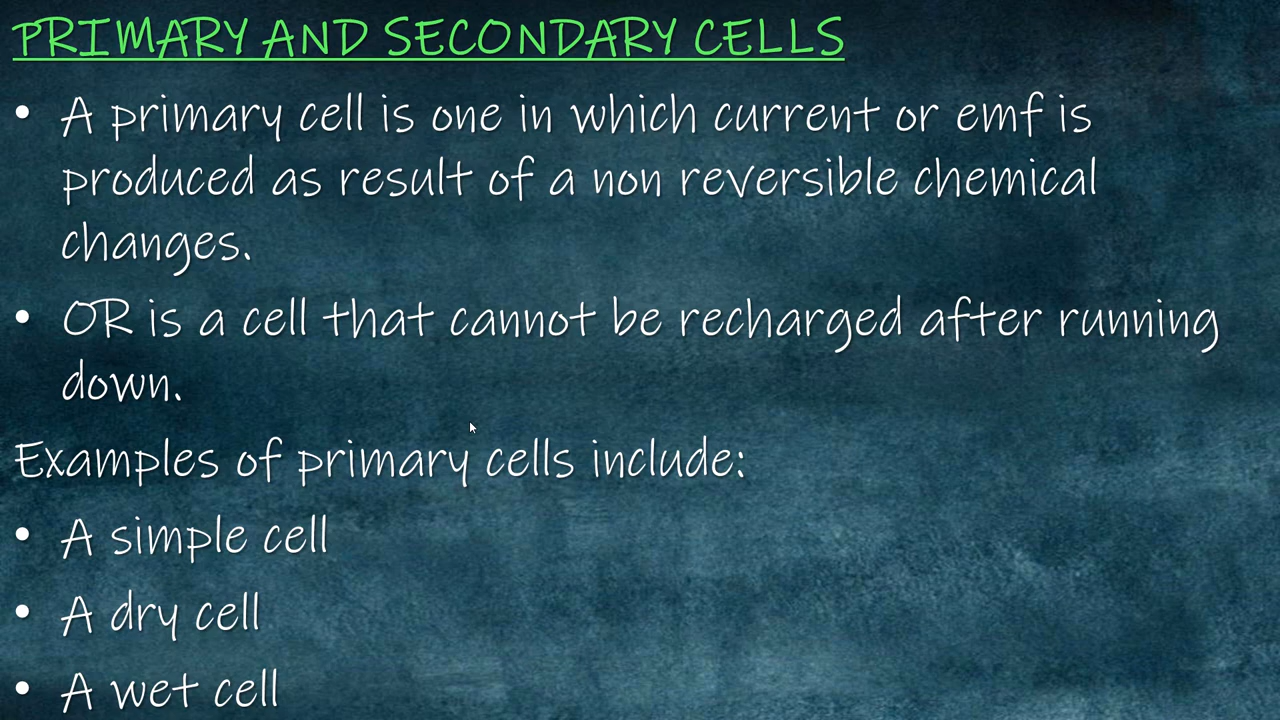 PRIMARY AND SECONDARY CELLS
• A primary cell is one in which current or emf is
produced as result of a non reversible chemical
changes.
• OR is a cell that cannot be recharged after running
down.
Examples of primary cells include:
• A simple cell
• A dry cell
• A wet cell